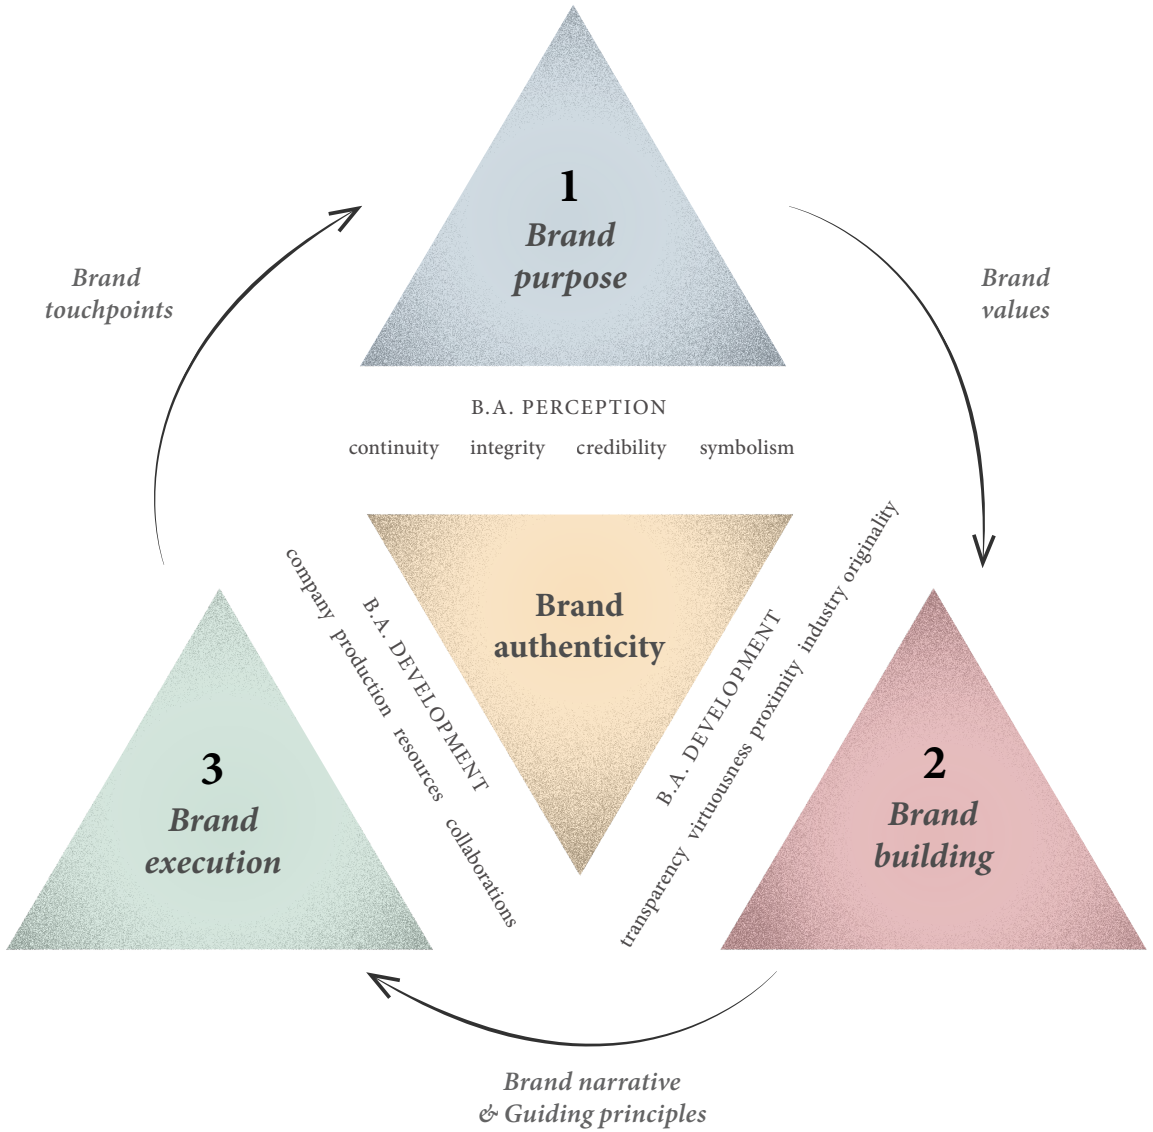 1
Brand
purpose
Brand
touchpoints
Brand
values
B.A. PERCEPTION
continuity integrity credibility symbolism
Brand
authenticity
company production resources collaborations
B.A. DEVELOPMENT
B.A. DEVELOPMENT
transparency virtuousness proximity industry originality
3
Brand
execution
2
Brand
building
Brand narrative
& Guiding principles